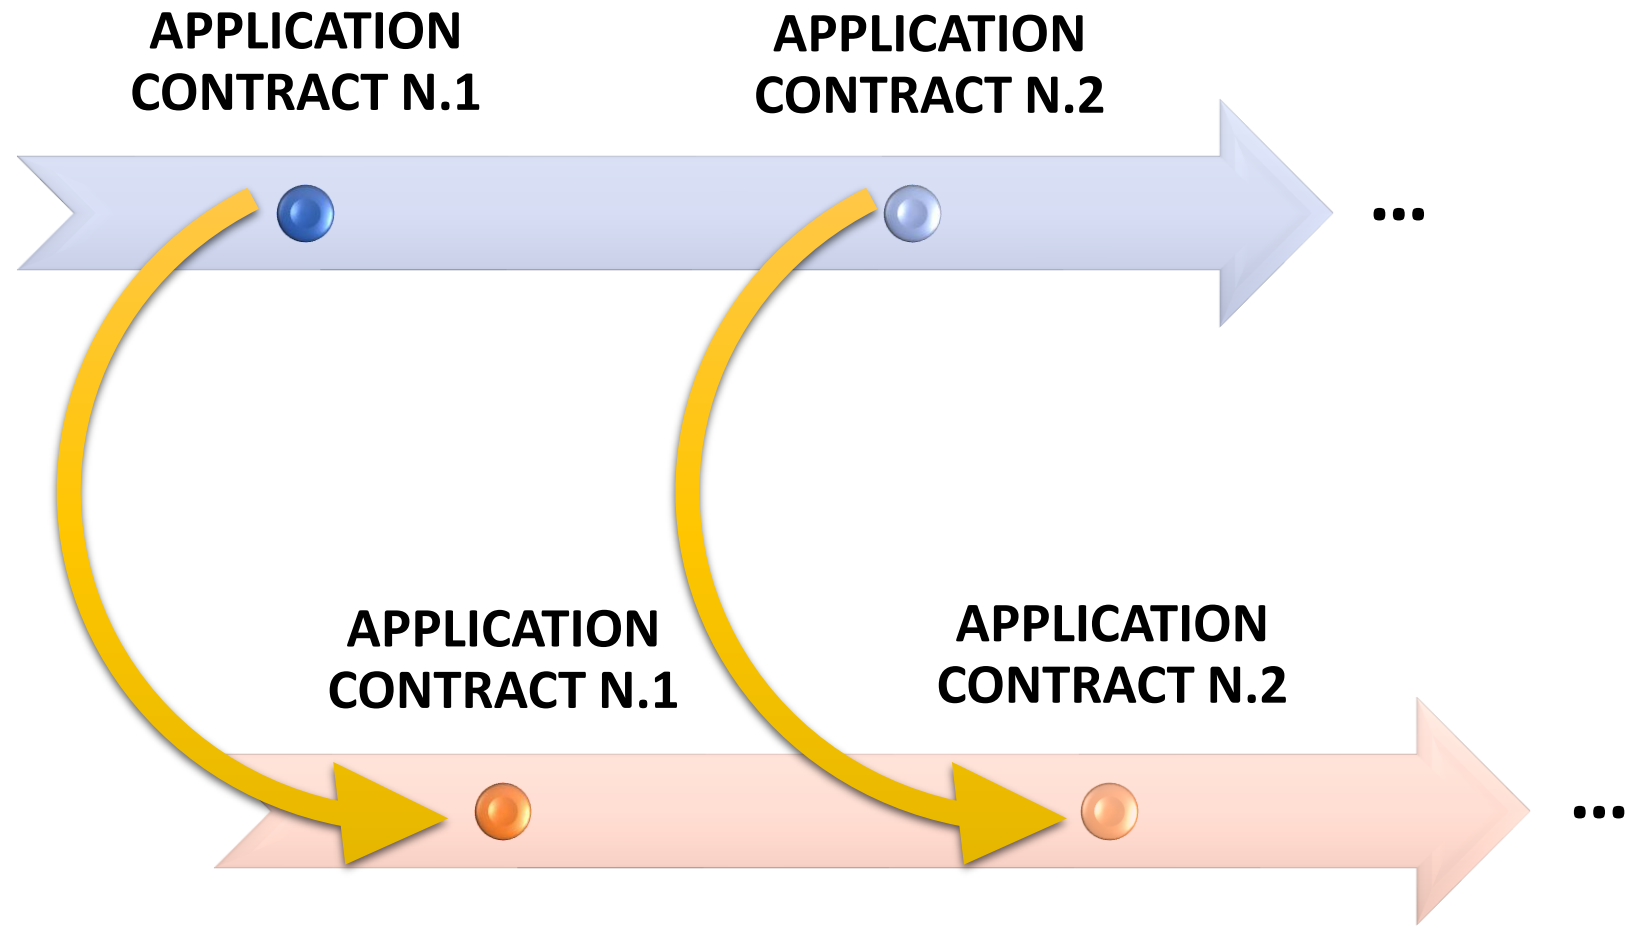 APPLICATION
CONTRACT N.1
APPLICATION
CONTRACT N.2
...
APPLICATION
CONTRACT N.1
APPLICATION
CONTRACT N.2
...